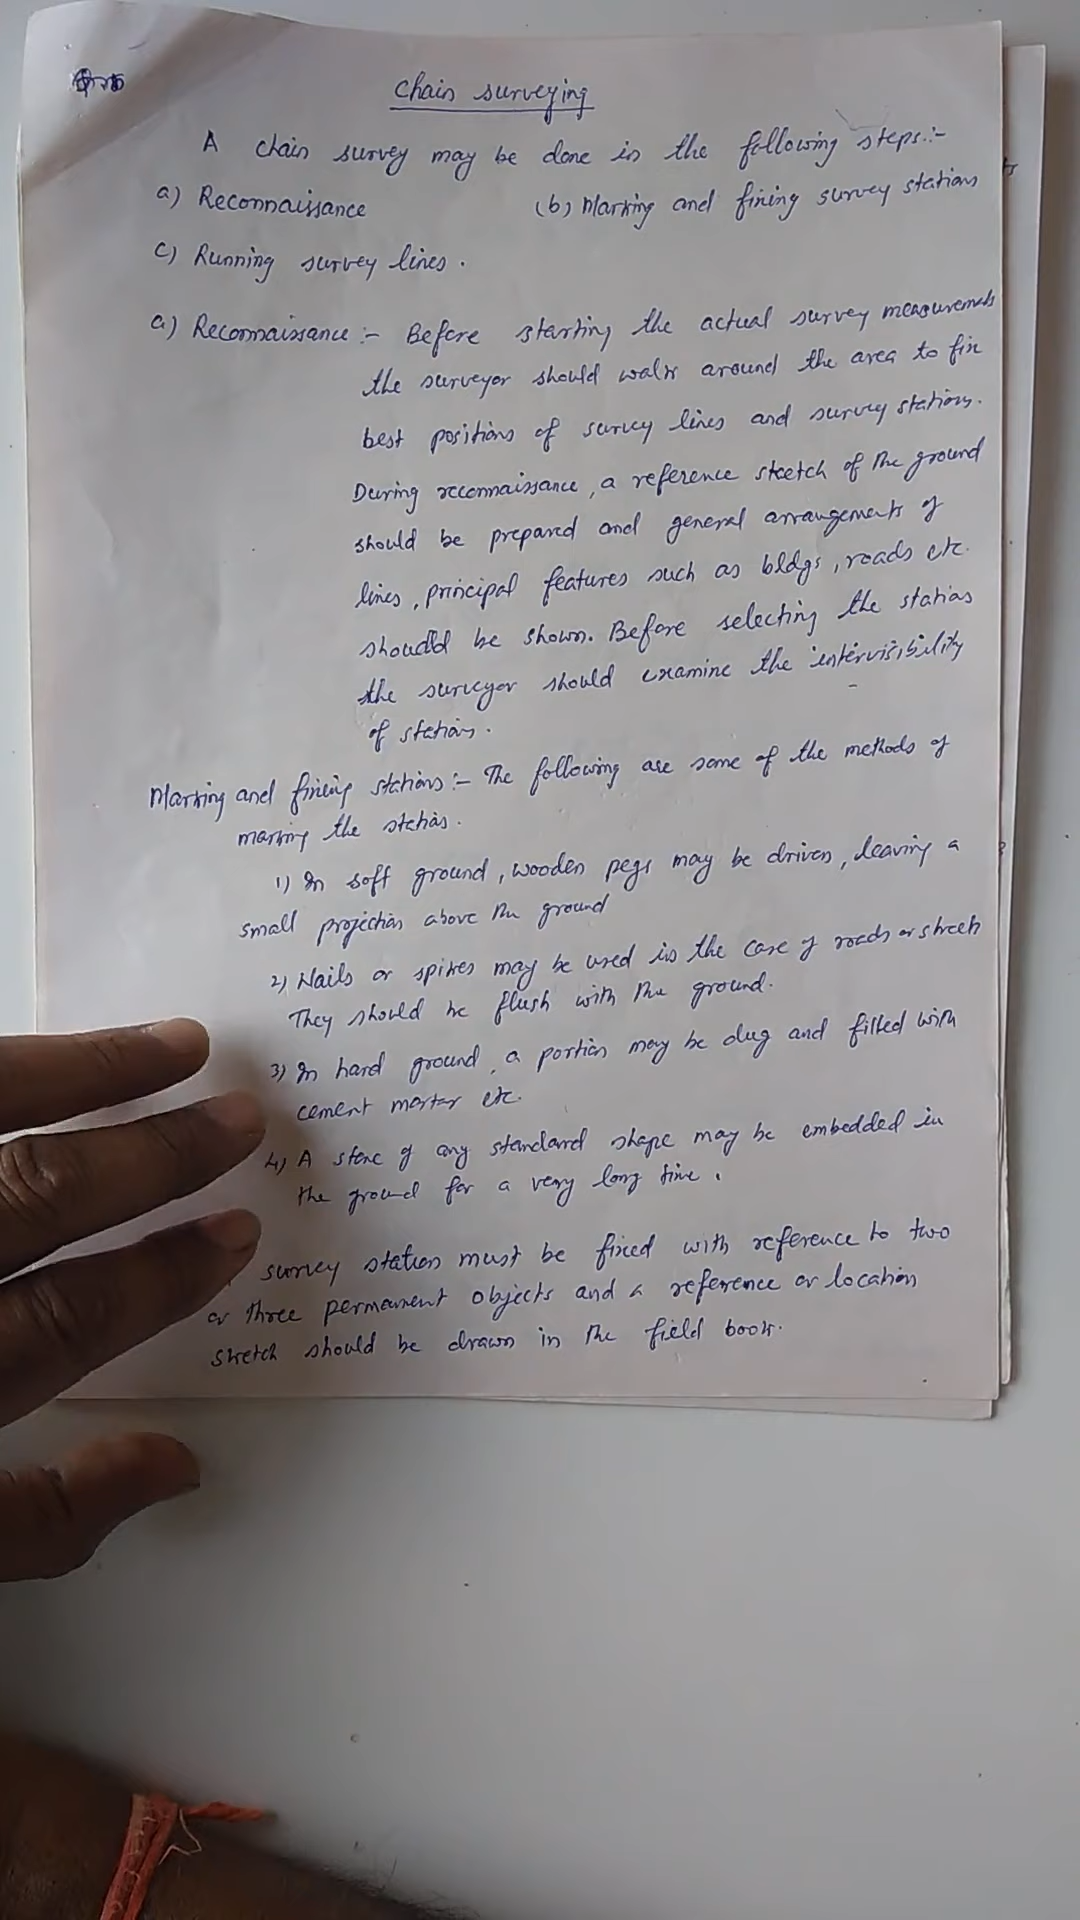 Chain surveying
A chain survey may be done in the following steps:-
a) Reconnaissance (b) Marking and fixing survey stations
c) Running survey lines.
a) Reconnaissance :- Before starting the actual survey measurements
the surveyor should walk around the area to fix
best positions of survey lines and survey stations.
During reconnaissance, a reference sketch of the ground
should be prepared and general arrangements of
lines, principal features such as bldgs, roads etc.
should be shown. Before selecting the stations
the surveyor should examine the intervisibility
of stations.
Marking and fixing stations :- The following are some of the methods of
marking the stations.
1) In soft ground, wooden pegs may be driven, leaving a
small projection above the ground
2) Nails or spikes may be used in the case of roads or streets
They should be flush with the ground.
3) In hard ground, a portion may be dug and filled with
cement mortar etc.
4) A stone of any standard shape may be embedded in
the ground for a very long time.
survey station must be fixed with reference to two
or three permanent objects and a reference or location
sketch should be drawn in the field book.